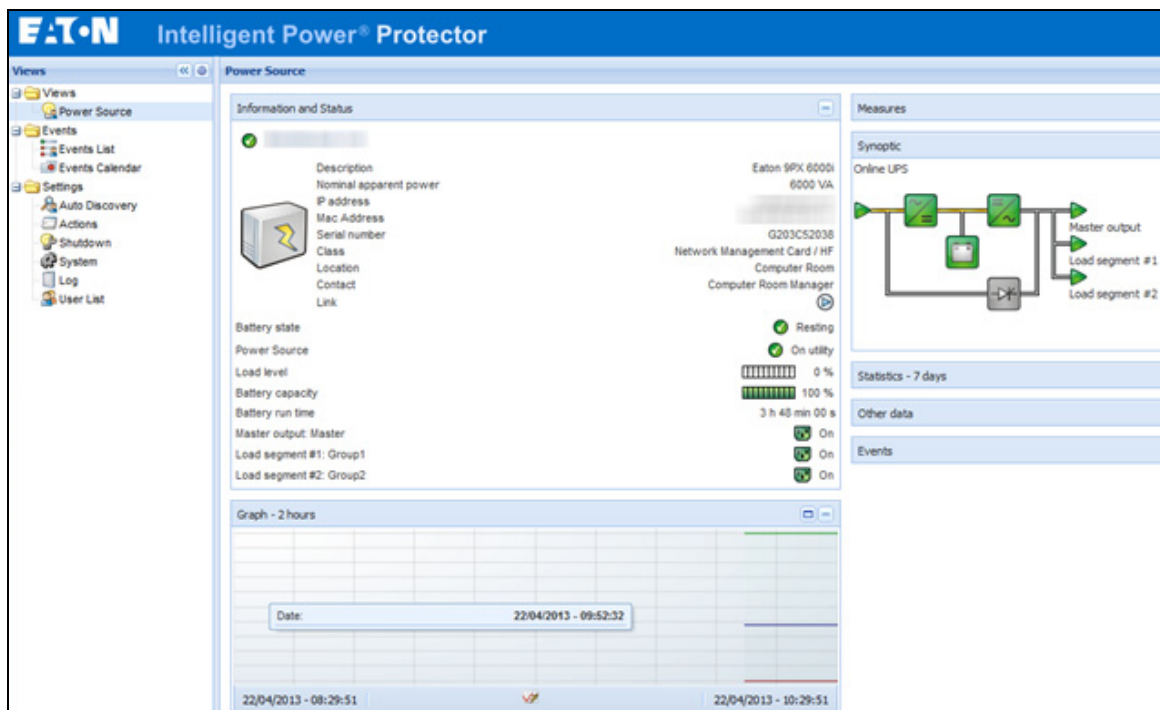 EATON Intelligent Power® Protector
Views
Views
Power Source
Events
Events List
Events Calendar
Settings
Auto Discovery
Actions
Shutdown
System
Log
User List
Power Source
Information and Status
Description Eaton 9PX 6000i
Nominal apparent power 6000 VA
IP address
Mac Address
Serial number G203C52038
Class Network Management Card / HF
Location Computer Room
Contact Computer Room Manager
Link
Battery state Resting
Power Source On utility
Load level 0 %
Battery capacity 100 %
Battery run time 3 h 48 min 00 s
Master output: Master On
Load segment #1: Group1 On
Load segment #2: Group2 On
Graph - 2 hours
Date: 22/04/2013 - 09:52:32
22/04/2013 - 08:29:51 22/04/2013 - 10:29:51
Measures
Synoptic
Online UPS
Master output
Load segment #1
Load segment #2
Statistics - 7 days
Other data
Events